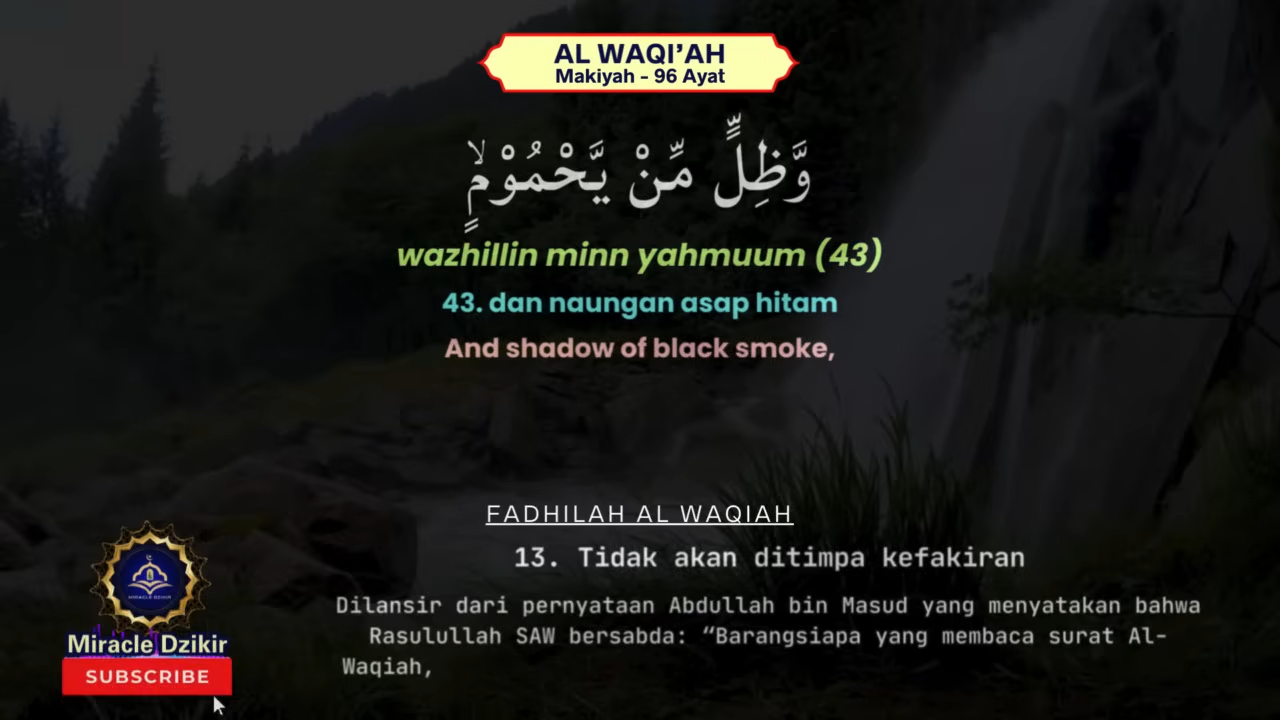 AL WAQI’AH
Makiyah - 96 Ayat
وَّظِلٍّ مِّنْ يَّحْمُوْمٍۙ
wazhillin minn yahmuum (43)
43. dan naungan asap hitam
And shadow of black smoke,
FADHILAH AL WAQIAH
13. Tidak akan ditimpa kefakiran
Dilansir dari pernyataan Abdullah bin Masud yang menyatakan bahwa
Rasulullah SAW bersabda: “Barangsiapa yang membaca surat Al-
Waqiah,
MIRACLE DZIKIR
Miracle Dzikir
SUBSCRIBE